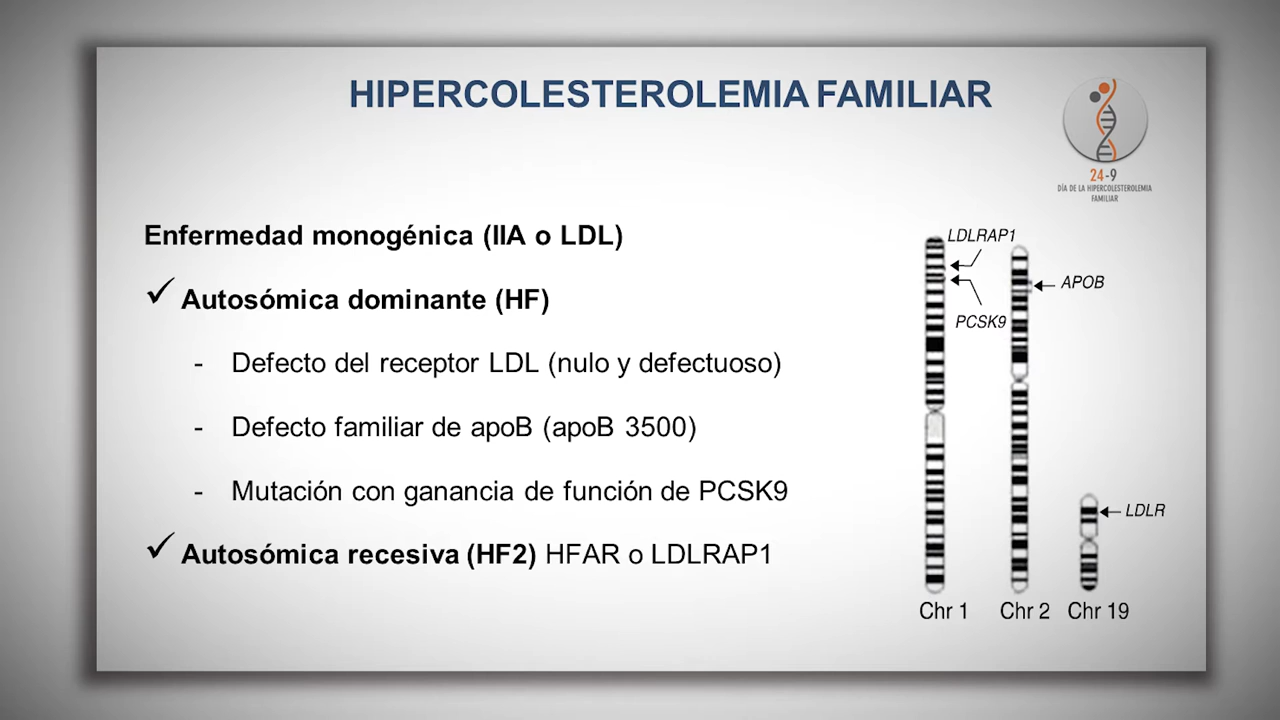 HIPERCOLESTEROLEMIA FAMILIAR
24-9
DÍA DE LA HIPERCOLESTEROLEMIA
FAMILIAR
Enfermedad monogénica (IIA o LDL)
✓ Autosómica dominante (HF)
- Defecto del receptor LDL (nulo y defectuoso)
- Defecto familiar de apoB (apoB 3500)
- Mutación con ganancia de función de PCSK9
✓ Autosómica recesiva (HF2) HFAR o LDLRAP1
LDLRAP1
APOB
PCSK9
LDLR
Chr 1
Chr 2
Chr 19